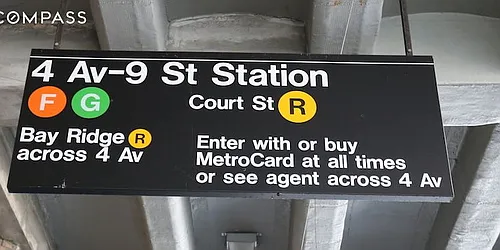 COMPASS
4 Av-9 St Station
F G
Court St R
Bay Ridge R
across 4 Av
Enter with or buy
MetroCard at all times
or see agent across 4 Av